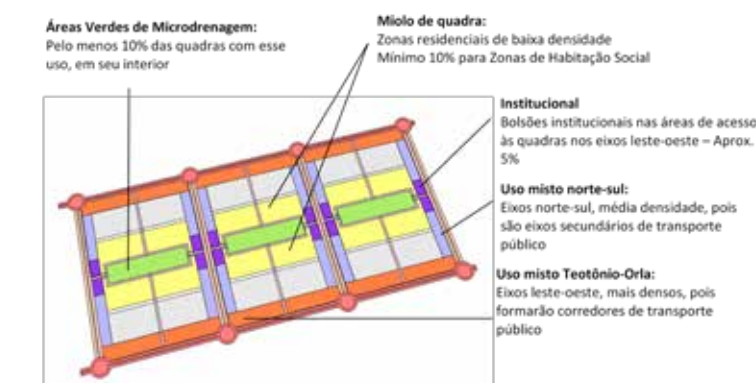 Áreas Verdes de Microdrenagem:
Pelo menos 10% das quadras com esse
uso, em seu interior
Miolo de quadra:
Zonas residenciais de baixa densidade
Mínimo 10% para Zonas de Habitação Social
Institucional
Bolsões institucionais nas áreas de acesso
às quadras nos eixos leste-oeste – Aprox.
5%
Uso misto norte-sul:
Eixos norte-sul, média densidade, pois
são eixos secundários de transporte
público
Uso misto Teotônio-Orla:
Eixos leste-oeste, mais densos, pois
formarão corredores de transporte
público